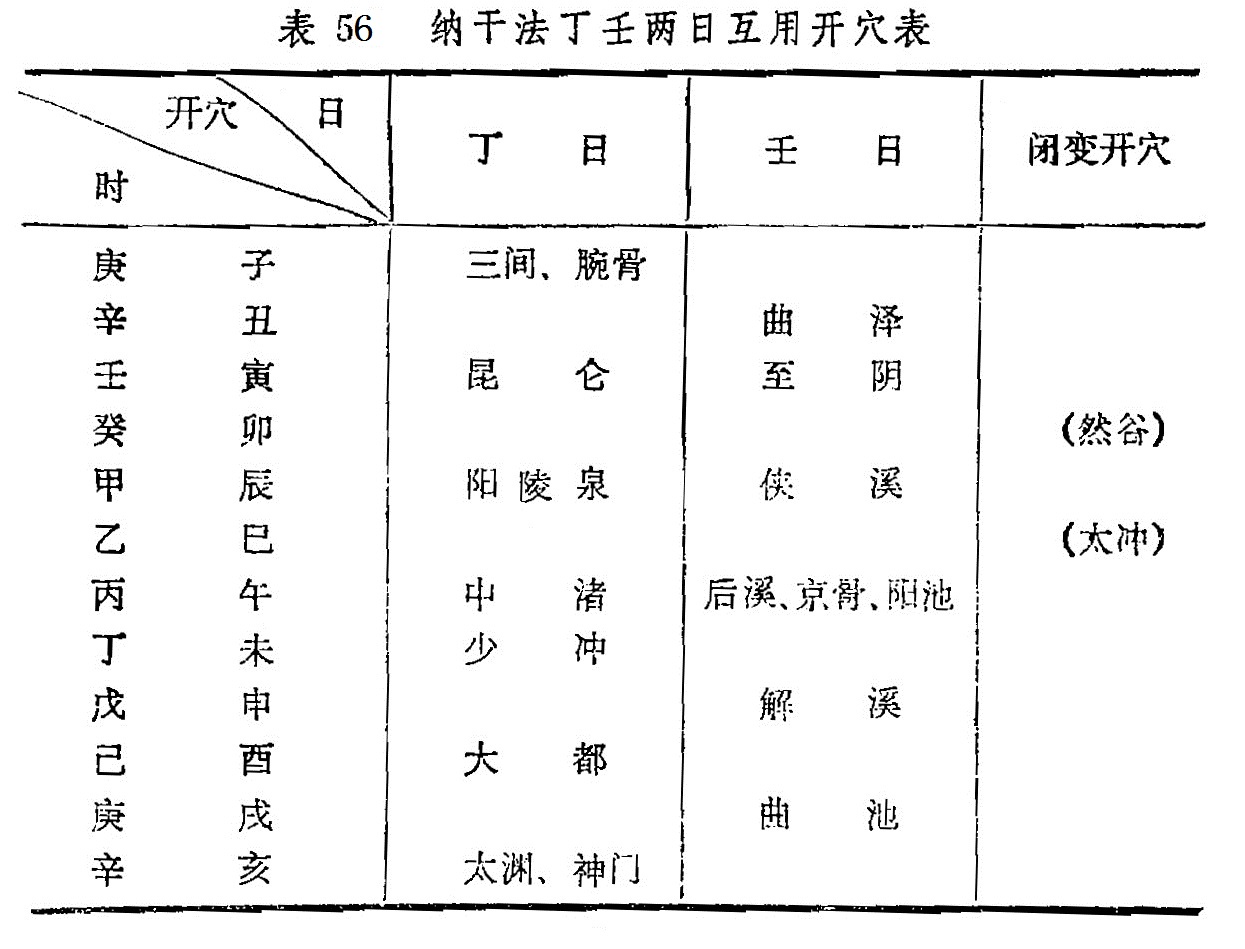 表 56 纳干法丁壬两日互用开穴表
开穴 日
时
丁 日 壬 日 闭变开穴
庚 子 三间、腕骨
辛 丑 曲 泽
壬 寅 昆 仑 至 阴
癸 卯 (然谷)
甲 辰 阳 陵 泉 侠 溪
乙 巳 (太冲)
丙 午 中 渚 后溪、京骨、阳池
丁 未 少 冲
戊 申 解 溪
己 酉 大 都
庚 戌 曲 池
辛 亥 太渊、神门